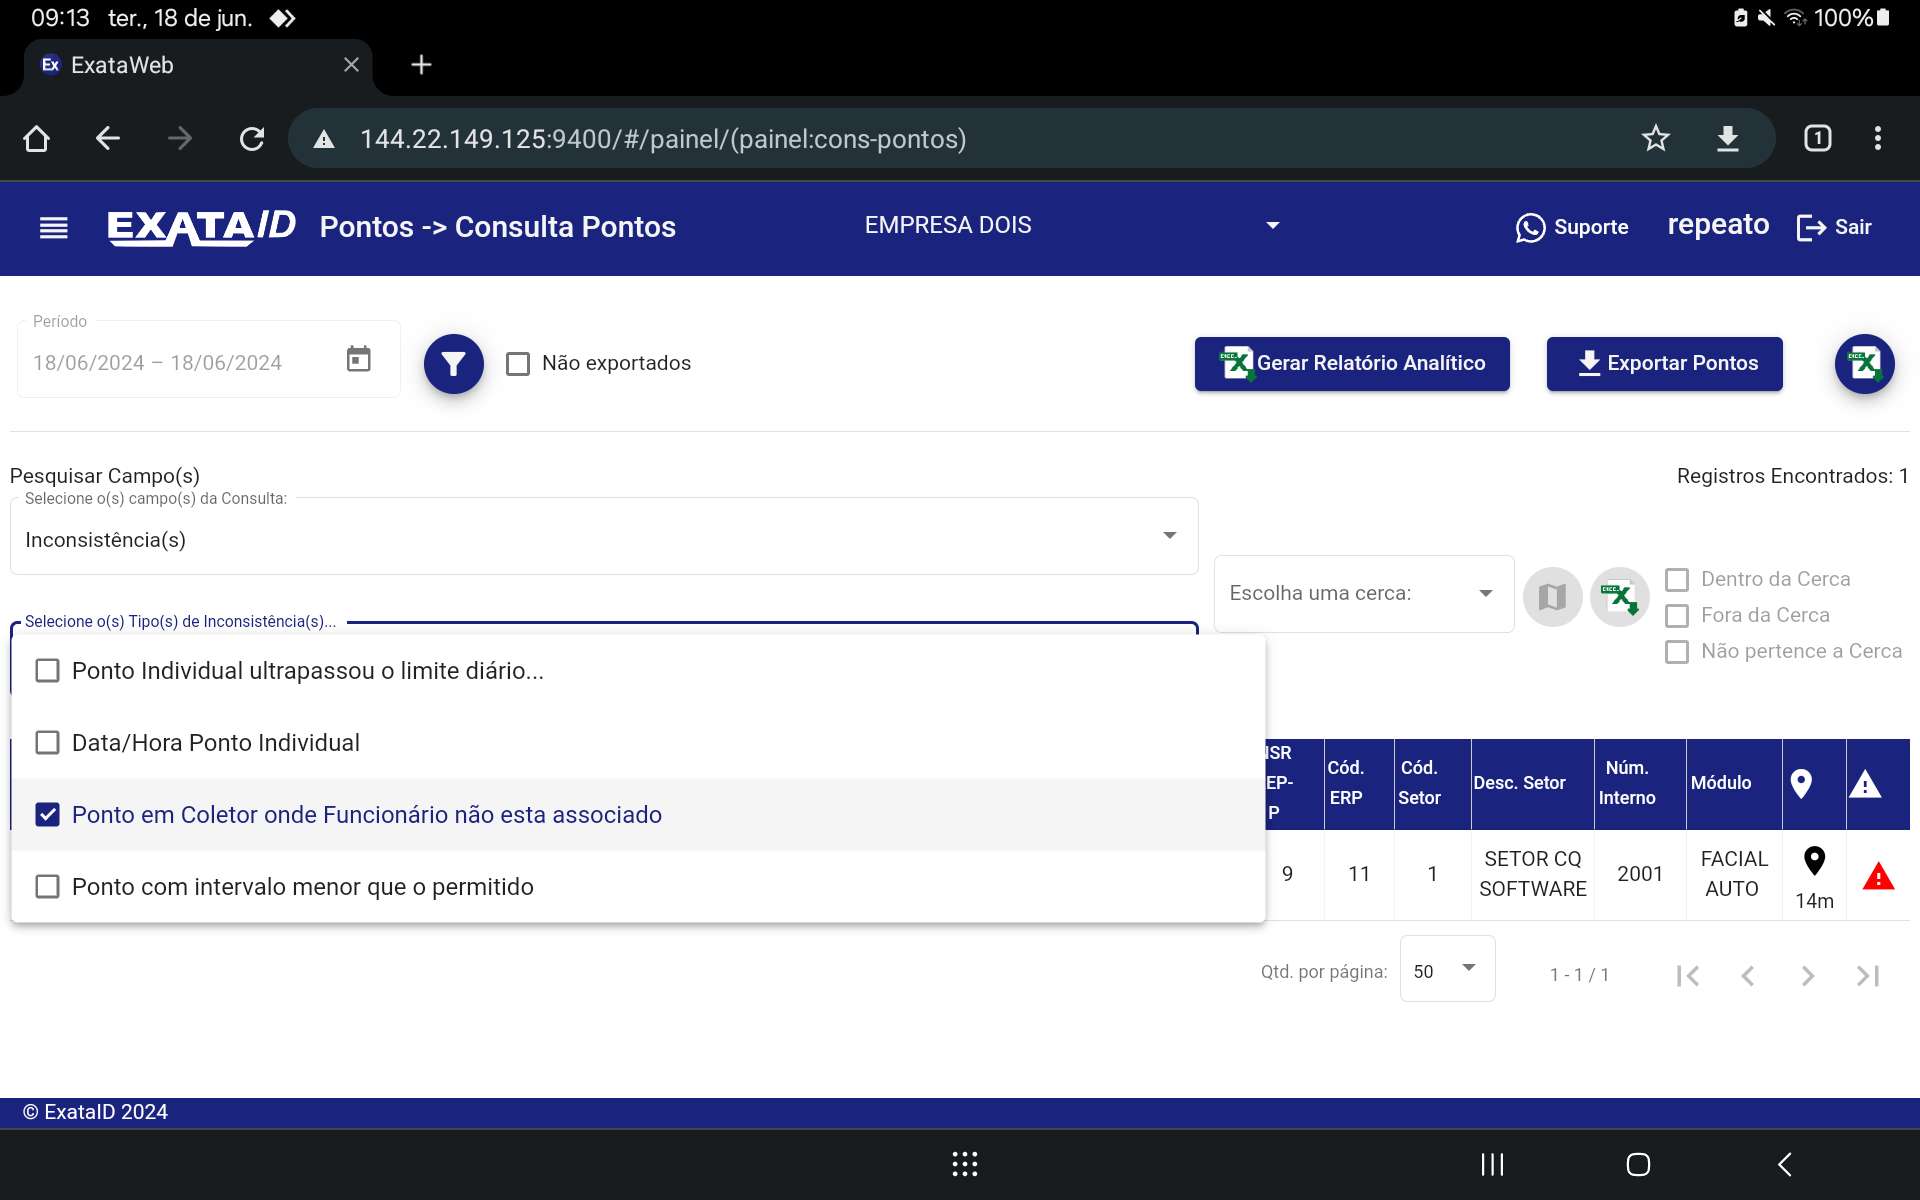 09:13 ter., 18 de jun. 100%
Ex ExataWeb
144.22.149.125:9400/#/painel/(painel:cons-pontos) 1
EXATAID Pontos -> Consulta Pontos EMPRESA DOIS Suporte repeato Sair
Período
18/06/2024 – 18/06/2024 Não exportados Gerar Relatório Analítico Exportar Pontos
Pesquisar Campo(s) Registros Encontrados: 1
Selecione o(s) campo(s) da Consulta:
Inconsistência(s)
Escolha uma cerca: Dentro da Cerca
Fora da Cerca
Não pertence a Cerca
Selecione o(s) Tipo(s) de Inconsistência(s)...
Ponto Individual ultrapassou o limite diário...
Data/Hora Ponto Individual
Ponto em Coletor onde Funcionário não esta associado
Ponto com intervalo menor que o permitido
NSR Cód. Cód. Desc. Setor Núm. Módulo
EP- ERP Setor Interno
P
9 11 1 SETOR CQ 2001 FACIAL
SOFTWARE AUTO
14m
Qtd. por página: 50 1 - 1 / 1
© ExataID 2024